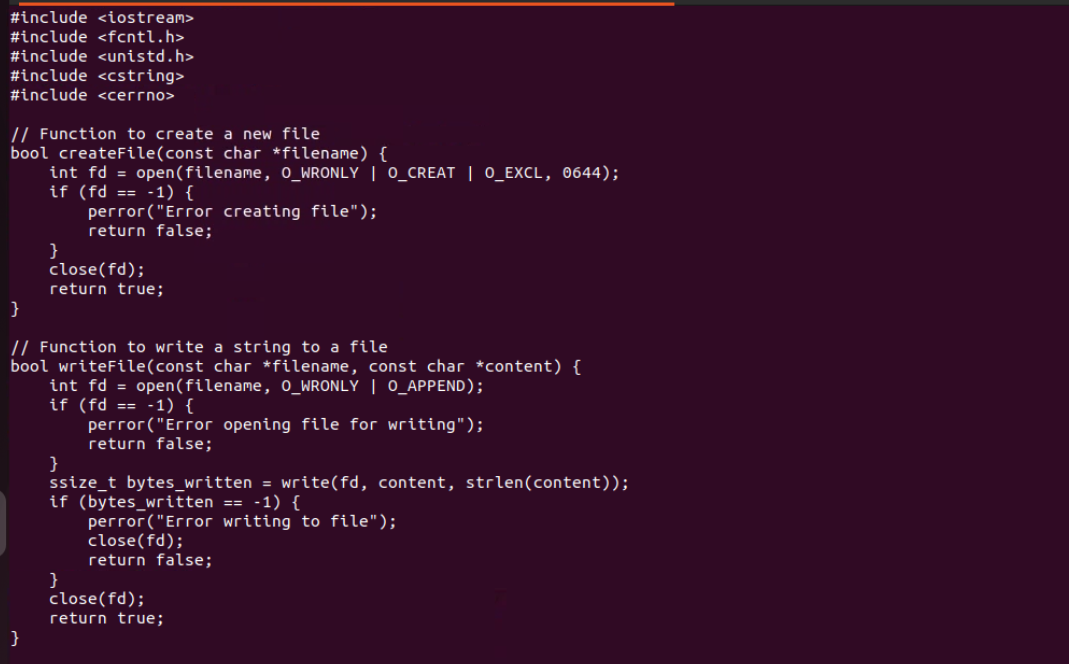 #include <iostream>
#include <fcntl.h>
#include <unistd.h>
#include <cstring>
#include <cerrno>

// Function to create a new file
bool createFile(const char *filename) {
    int fd = open(filename, O_WRONLY | O_CREAT | O_EXCL, 0644);
    if (fd == -1) {
        perror("Error creating file");
        return false;
    }
    close(fd);
    return true;
}

// Function to write a string to a file
bool writeFile(const char *filename, const char *content) {
    int fd = open(filename, O_WRONLY | O_APPEND);
    if (fd == -1) {
        perror("Error opening file for writing");
        return false;
    }
    ssize_t bytes_written = write(fd, content, strlen(content));
    if (bytes_written == -1) {
        perror("Error writing to file");
        close(fd);
        return false;
    }
    close(fd);
    return true;
}